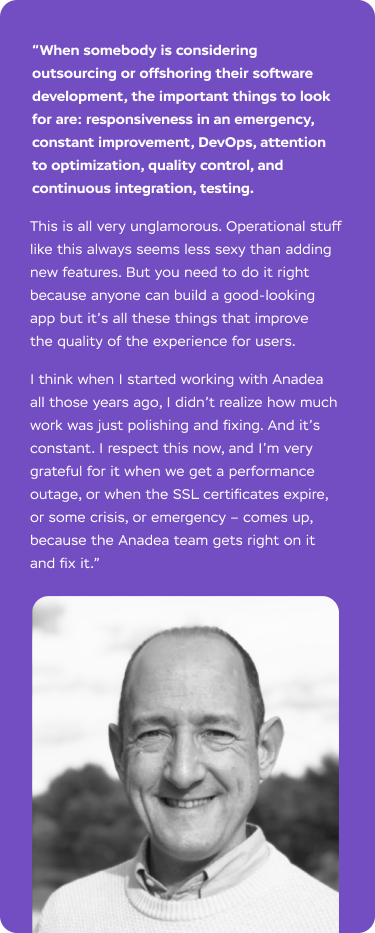 “When somebody is considering
outsourcing or offshoring their software
development, the important things to look
for are: responsiveness in an emergency,
constant improvement, DevOps, attention
to optimization, quality control, and
continuous integration, testing.
This is all very unglamorous. Operational stuff
like this always seems less sexy than adding
new features. But you need to do it right
because anyone can build a good-looking
app but it’s all these things that improve
the quality of the experience for users.
I think when I started working with Anadea
all those years ago, I didn’t realize how much
work was just polishing and fixing. And it’s
constant. I respect this now, and I’m very
grateful for it when we get a performance
outage, or when the SSL certificates expire,
or some crisis, or emergency – comes up,
because the Anadea team gets right on it
and fix it.”